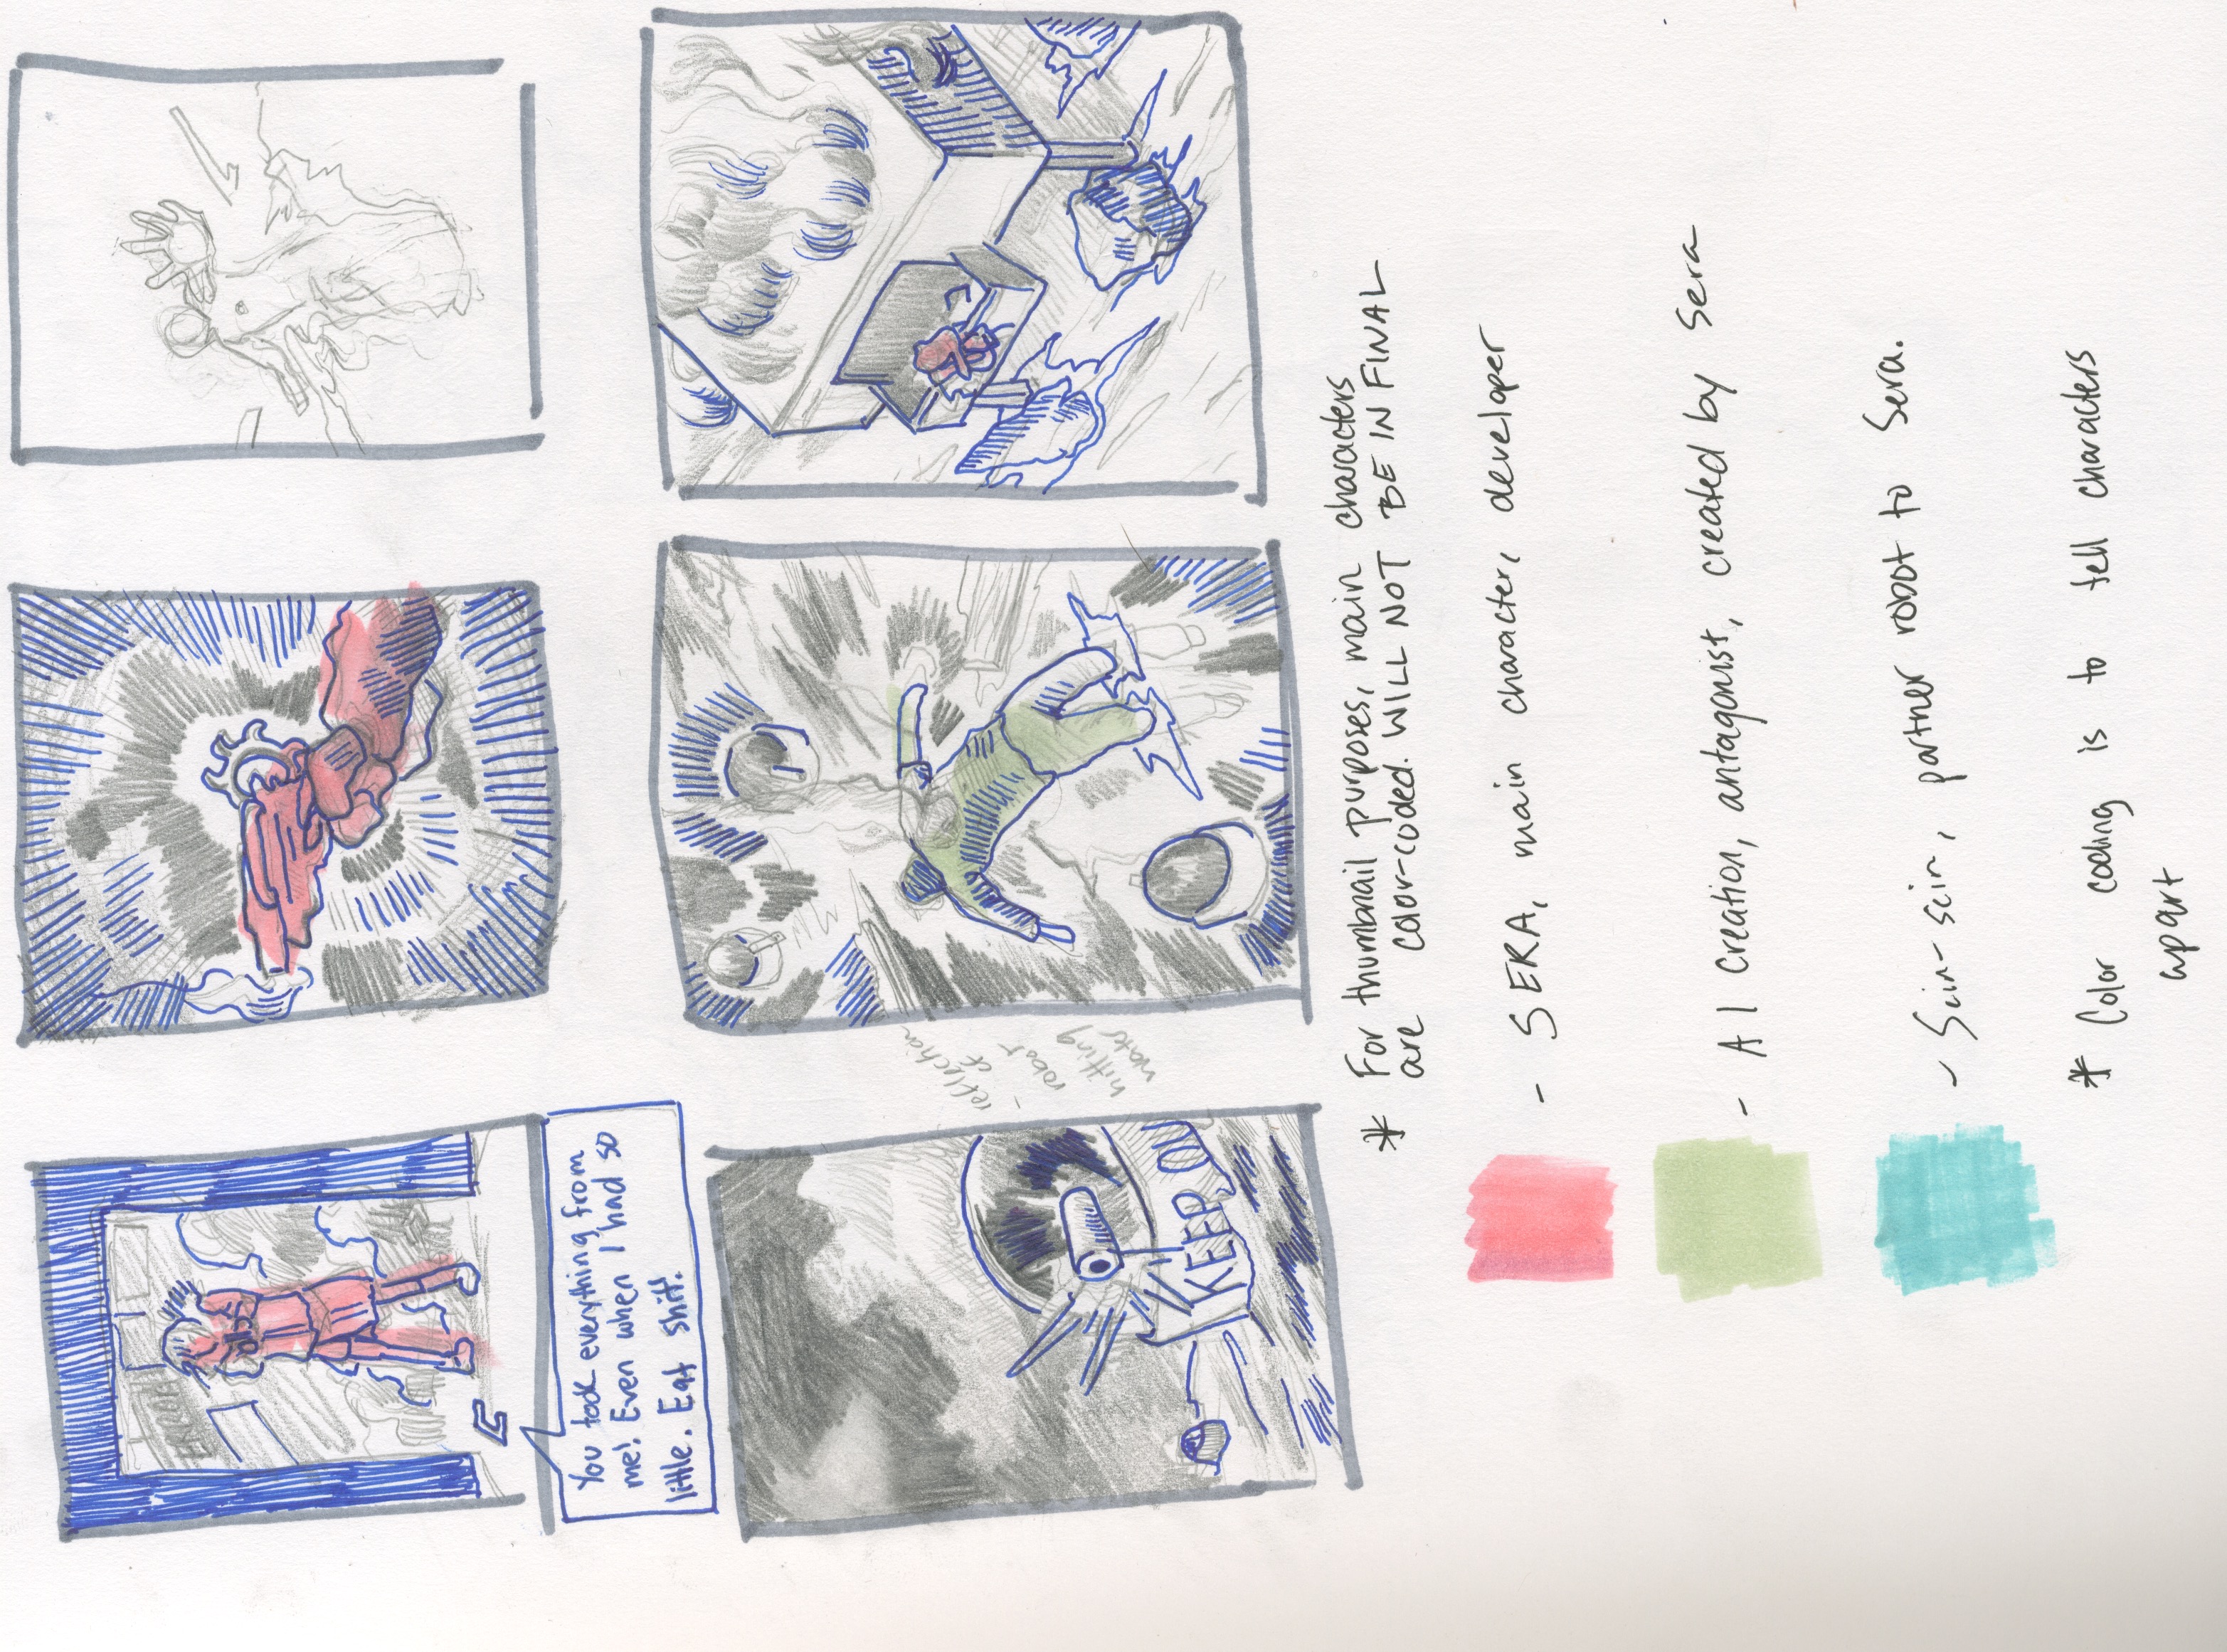 You took everything from
me! Even when I had so
little. Eat shit!
KEEP OU
- reflection
of
robot
hitting
water
* For thumbnail purposes, main characters
are color-coded. WILL NOT BE IN FINAL
- SERA, main character, developer
- AI creation, antagonist, created by Sera
- Scin-scin, partner robot to Sera.
* Color coding is to tell characters
apart